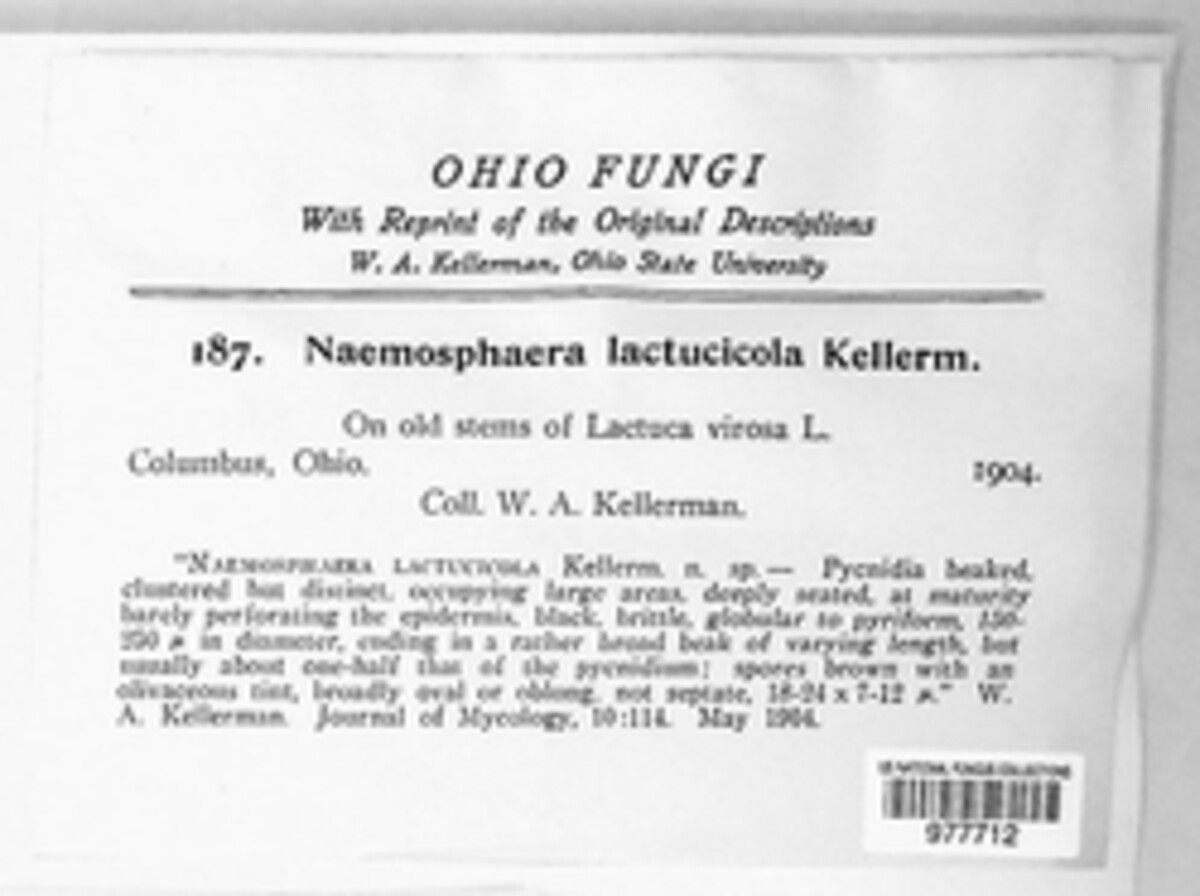 OHIO FUNGI
With Reprint of the Original Descriptions
W. A. Kellerman, Ohio State University
187. Naemosphaera lactucicola Kellerm.
On old stems of Lactuca virosa L.
Columbus, Ohio. 1904.
Coll. W. A. Kellerman.
"NAEMOSPHAERA LACTUCICOLA Kellerm. n. sp.— Pycnidia beaked,
clustered but distinct, occupying large areas, deeply seated, at maturity
barely perforating the epidermis, black, brittle, globular to pyriform, 150-
250 µ in diameter, ending in a rather broad beak of varying length, but
usually about one-half that of the pycnidium; spores brown with an
olivaceous tint, broadly oval or oblong, not septate, 18-24 x 7-12 µ." W.
A. Kellerman. Journal of Mycology, 10:114. May 1904.
US NATIONAL FUNGUS COLLECTIONS
977712